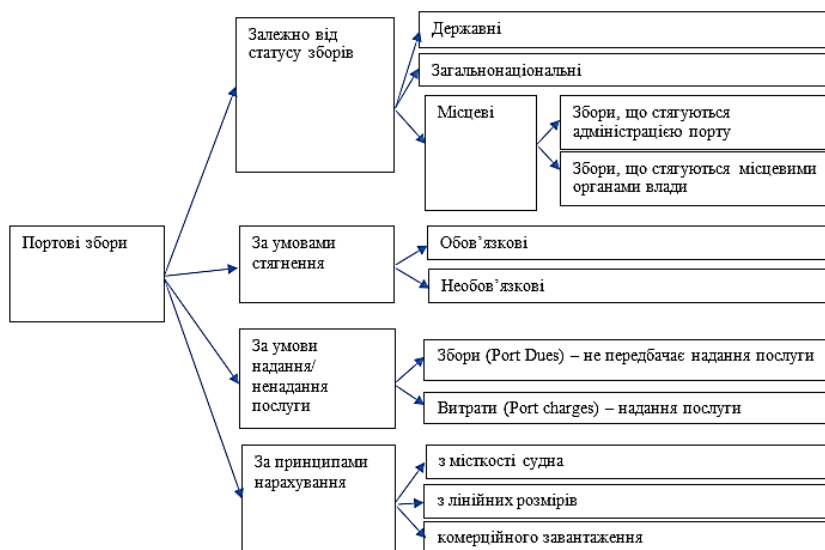 Портові збори
Залежно від
статусу зборів
Державні
Загальнонаціональні
Місцеві
Збори, що стягуються
адміністрацією порту
Збори, що стягуються місцевими
органами влади
За умовами
стягнення
Обов’язкові
Необов’язкові
За умови
надання/
ненадання
послуги
Збори (Port Dues) – не передбачає надання послуги
Витрати (Port charges) – надання послуги
За принципами
нарахування
з місткості судна
з лінійних розмірів
комерційного завантаження